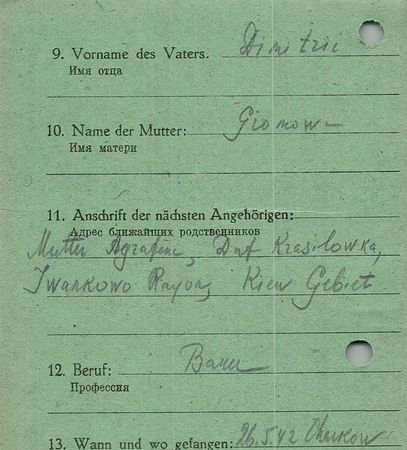 9. Vorname des Vaters. Dimitri
Имя отца
10. Name der Mutter:
Имя матери
11. Anschrift der nächsten Angehörigen:
Адрес ближайших родственников
Mutter Agrafene, Dorf Krasilowka,
Iwankowo Rayon, Kiew Gebiet
12. Beruf: Bauer
Профессия
13. Wann und wo gefangen: 26.5.42 Charkow